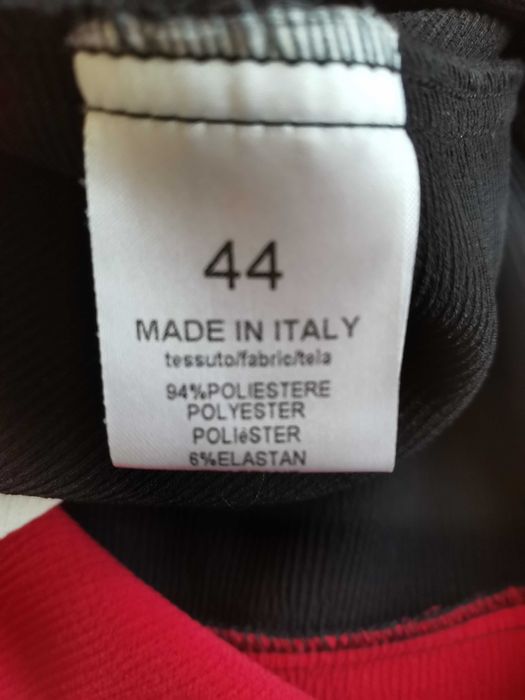 44
MADE IN ITALY
tessuto/fabric/tela
94%POLIESTERE
POLYESTER
POLIéSTER
6%ELASTAN